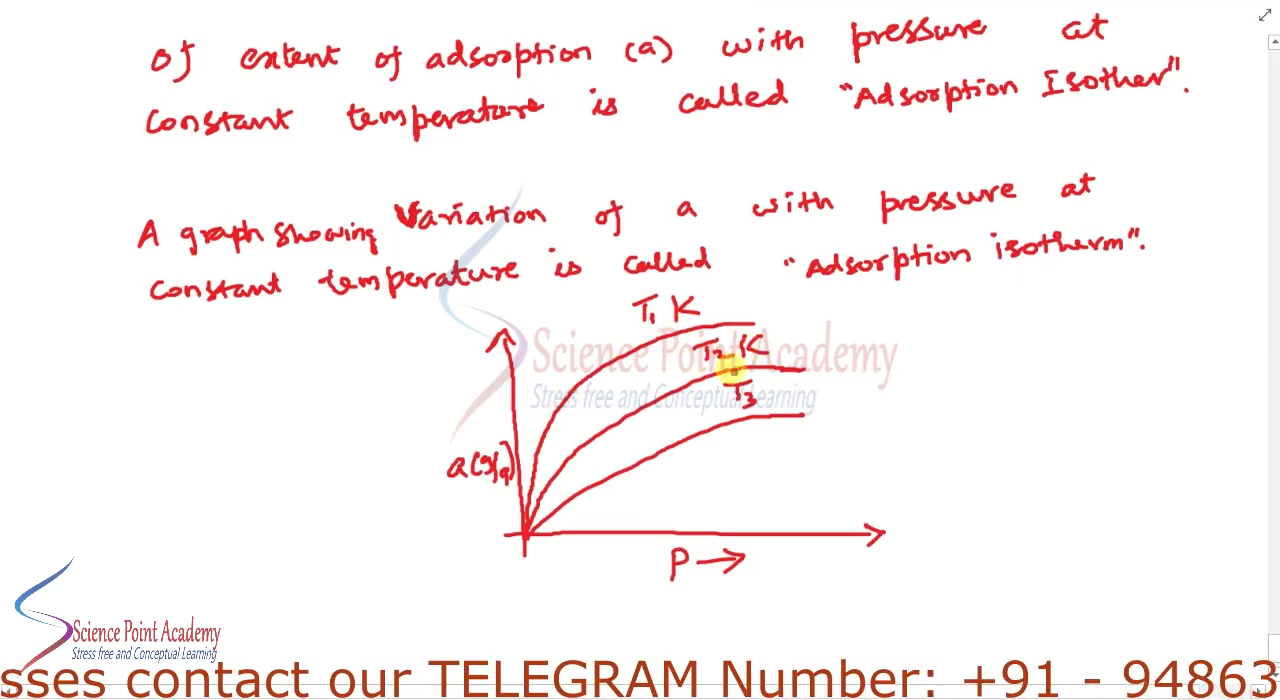 of extent of adsorption (a) with pressure at
constant temperature is called "Adsorption Isother".
A graph showing Variation of a with pressure at
constant temperature is called "Adsorption isotherm".
T₁ K
T₂ K
T₃
Science Point Academy
Stress free and Conceptual Learning
P →
Science Point Academy
Stress free and Conceptual Learning
sses contact our TELEGRAM Number: +91 - 94863